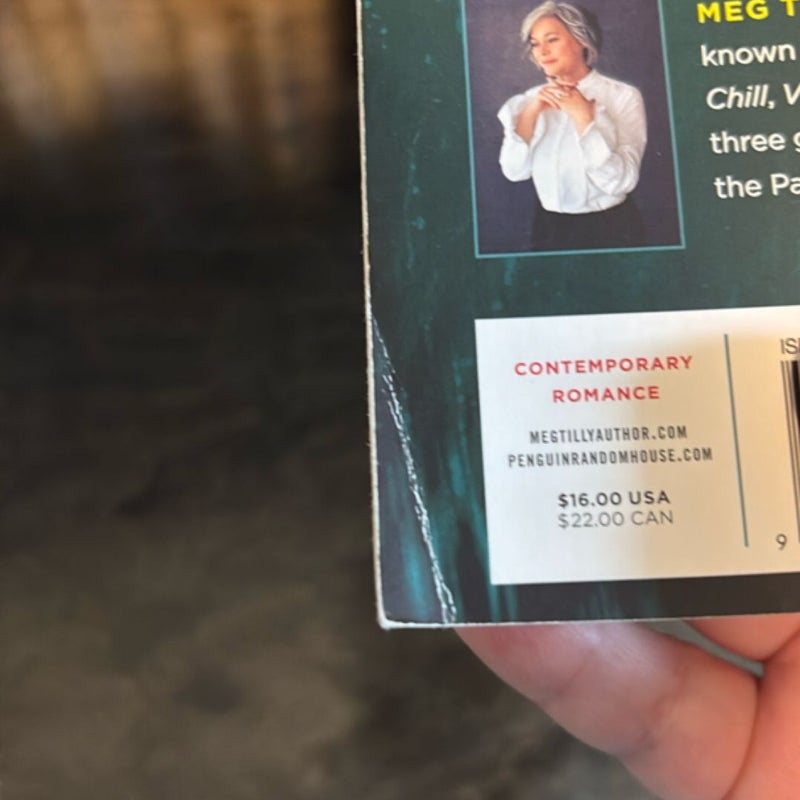 MEG T
known
Chill, V
three g
the Pa
CONTEMPORARY
ROMANCE
MEGTILLYAUTHOR.COM
PENGUINRANDOMHOUSE.COM
$16.00 USA
$22.00 CAN
IS
9